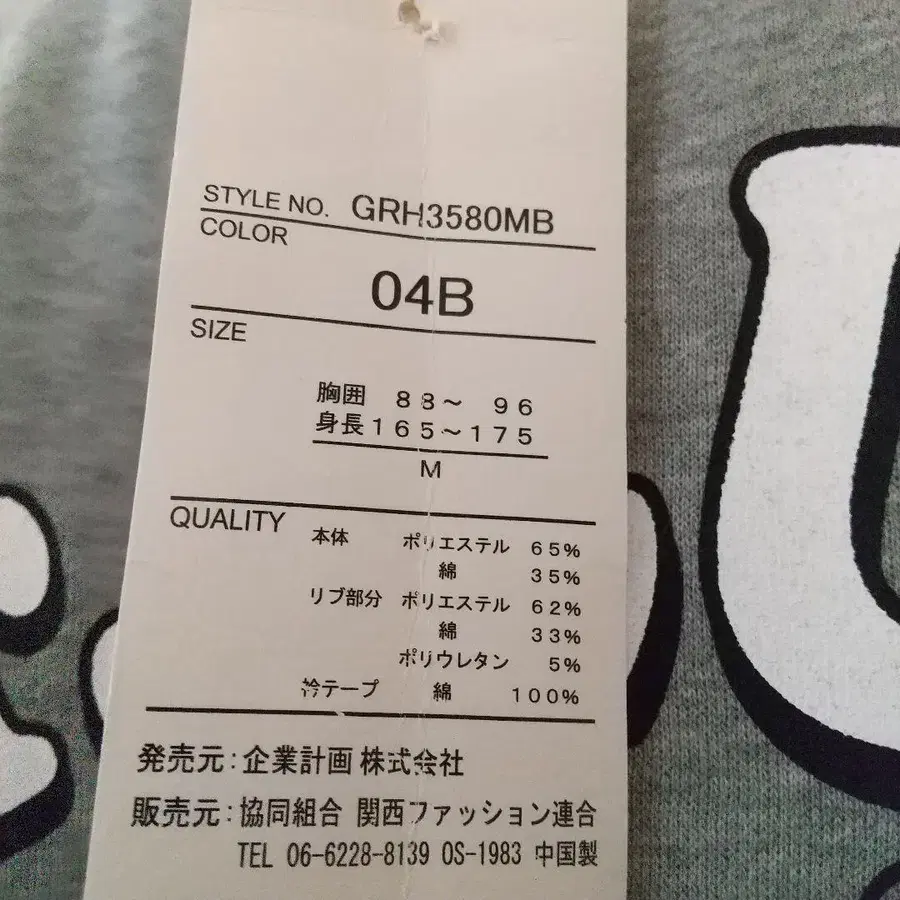 STYLE NO. GRH3580MB
COLOR
04B
SIZE
胸囲 88～ 96
身長165～175
M
QUALITY
本体 ポリエステル 65%
綿 35%
リブ部分 ポリエステル 62%
綿 33%
ポリウレタン 5%
衿テープ 綿 100%
発売元:企業計画 株式会社
販売元:協同組合 関西ファッション連合
TEL 06-6228-8139 OS-1983 中国製